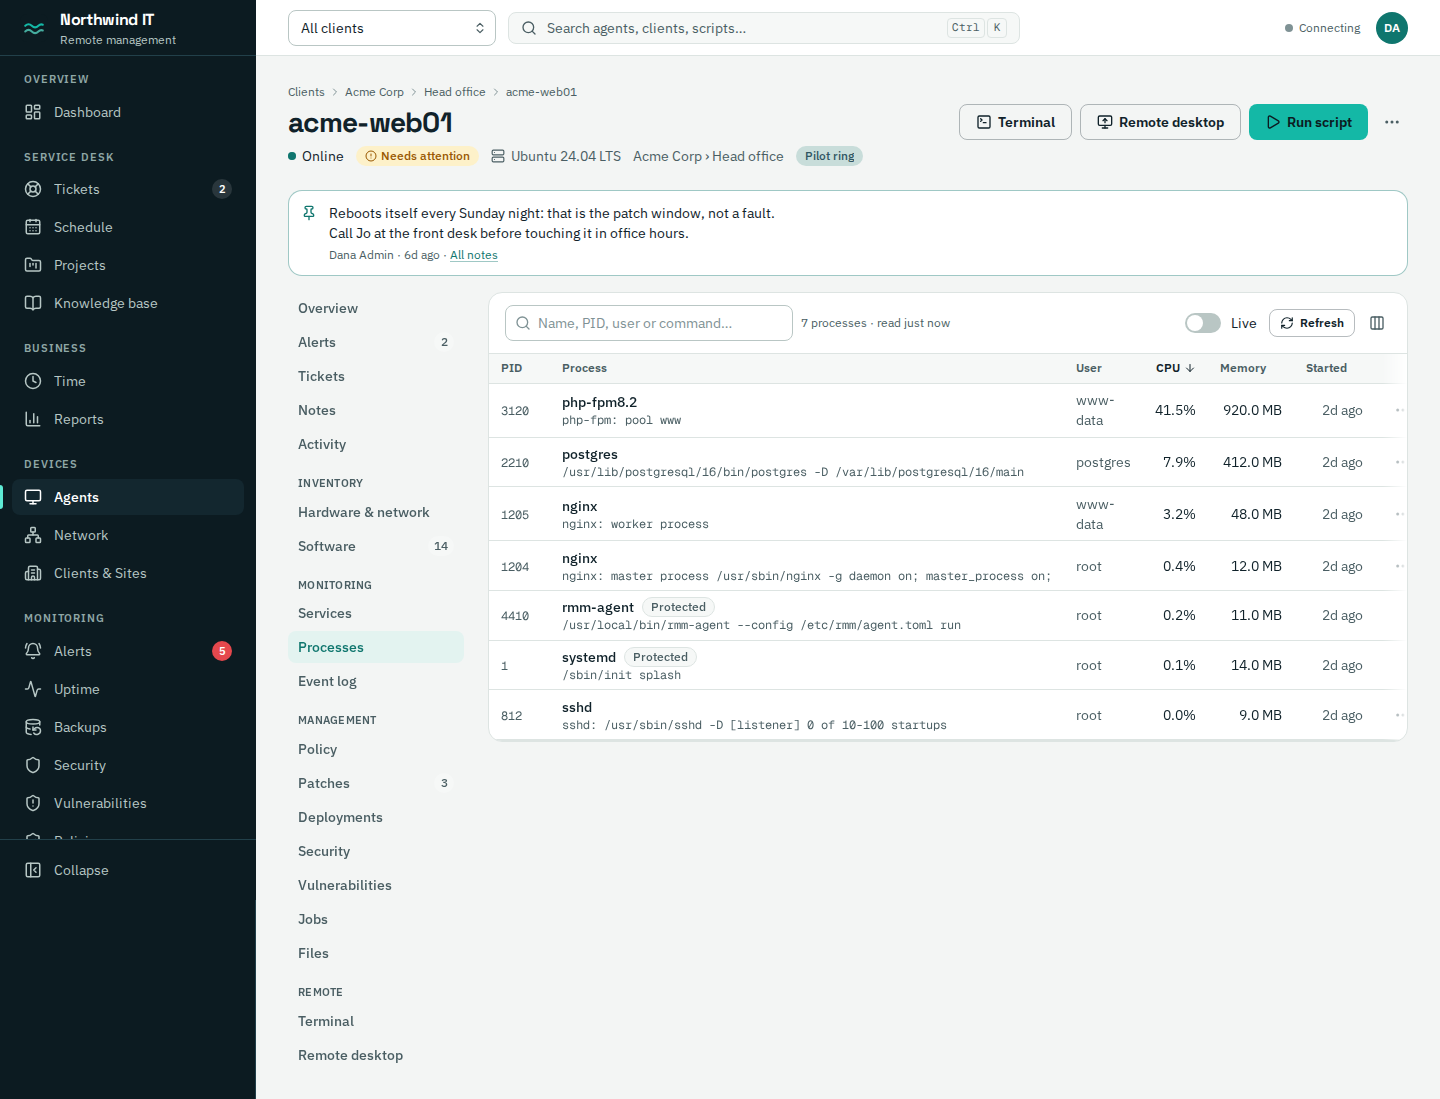 Northwind IT
Remote management
All clients
Search agents, clients, scripts...
Ctrl K
Connecting
DA
OVERVIEW
Dashboard
SERVICE DESK
Tickets 2
Schedule
Projects
Knowledge base
BUSINESS
Time
Reports
DEVICES
Agents
Network
Clients & Sites
MONITORING
Alerts 5
Uptime
Backups
Security
Vulnerabilities
Collapse
Clients > Acme Corp > Head office > acme-web01
acme-web01
Terminal
Remote desktop
Run script
Online Needs attention Ubuntu 24.04 LTS Acme Corp › Head office Pilot ring
Reboots itself every Sunday night: that is the patch window, not a fault.
Call Jo at the front desk before touching it in office hours.
Dana Admin · 6d ago · All notes
Overview
Alerts 2
Tickets
Notes
Activity
INVENTORY
Hardware & network
Software 14
MONITORING
Services
Processes
Event log
MANAGEMENT
Policy
Patches 3
Deployments
Security
Vulnerabilities
Jobs
Files
REMOTE
Terminal
Remote desktop
Name, PID, user or command...
7 processes · read just now
Live
Refresh
PID Process User CPU ↓ Memory Started
3120 php-fpm8.2 www-data 41.5% 920.0 MB 2d ago
php-fpm: pool www
2210 postgres postgres 7.9% 412.0 MB 2d ago
/usr/lib/postgresql/16/bin/postgres -D /var/lib/postgresql/16/main
1205 nginx www-data 3.2% 48.0 MB 2d ago
nginx: worker process
1204 nginx root 0.4% 12.0 MB 2d ago
nginx: master process /usr/sbin/nginx -g daemon on; master_process on;
4410 rmm-agent Protected root 0.2% 11.0 MB 2d ago
/usr/local/bin/rmm-agent --config /etc/rmm/agent.toml run
1 systemd Protected root 0.1% 14.0 MB 2d ago
/sbin/init splash
812 sshd root 0.0% 9.0 MB 2d ago
sshd: /usr/sbin/sshd -D [listener] 0 of 10-100 startups